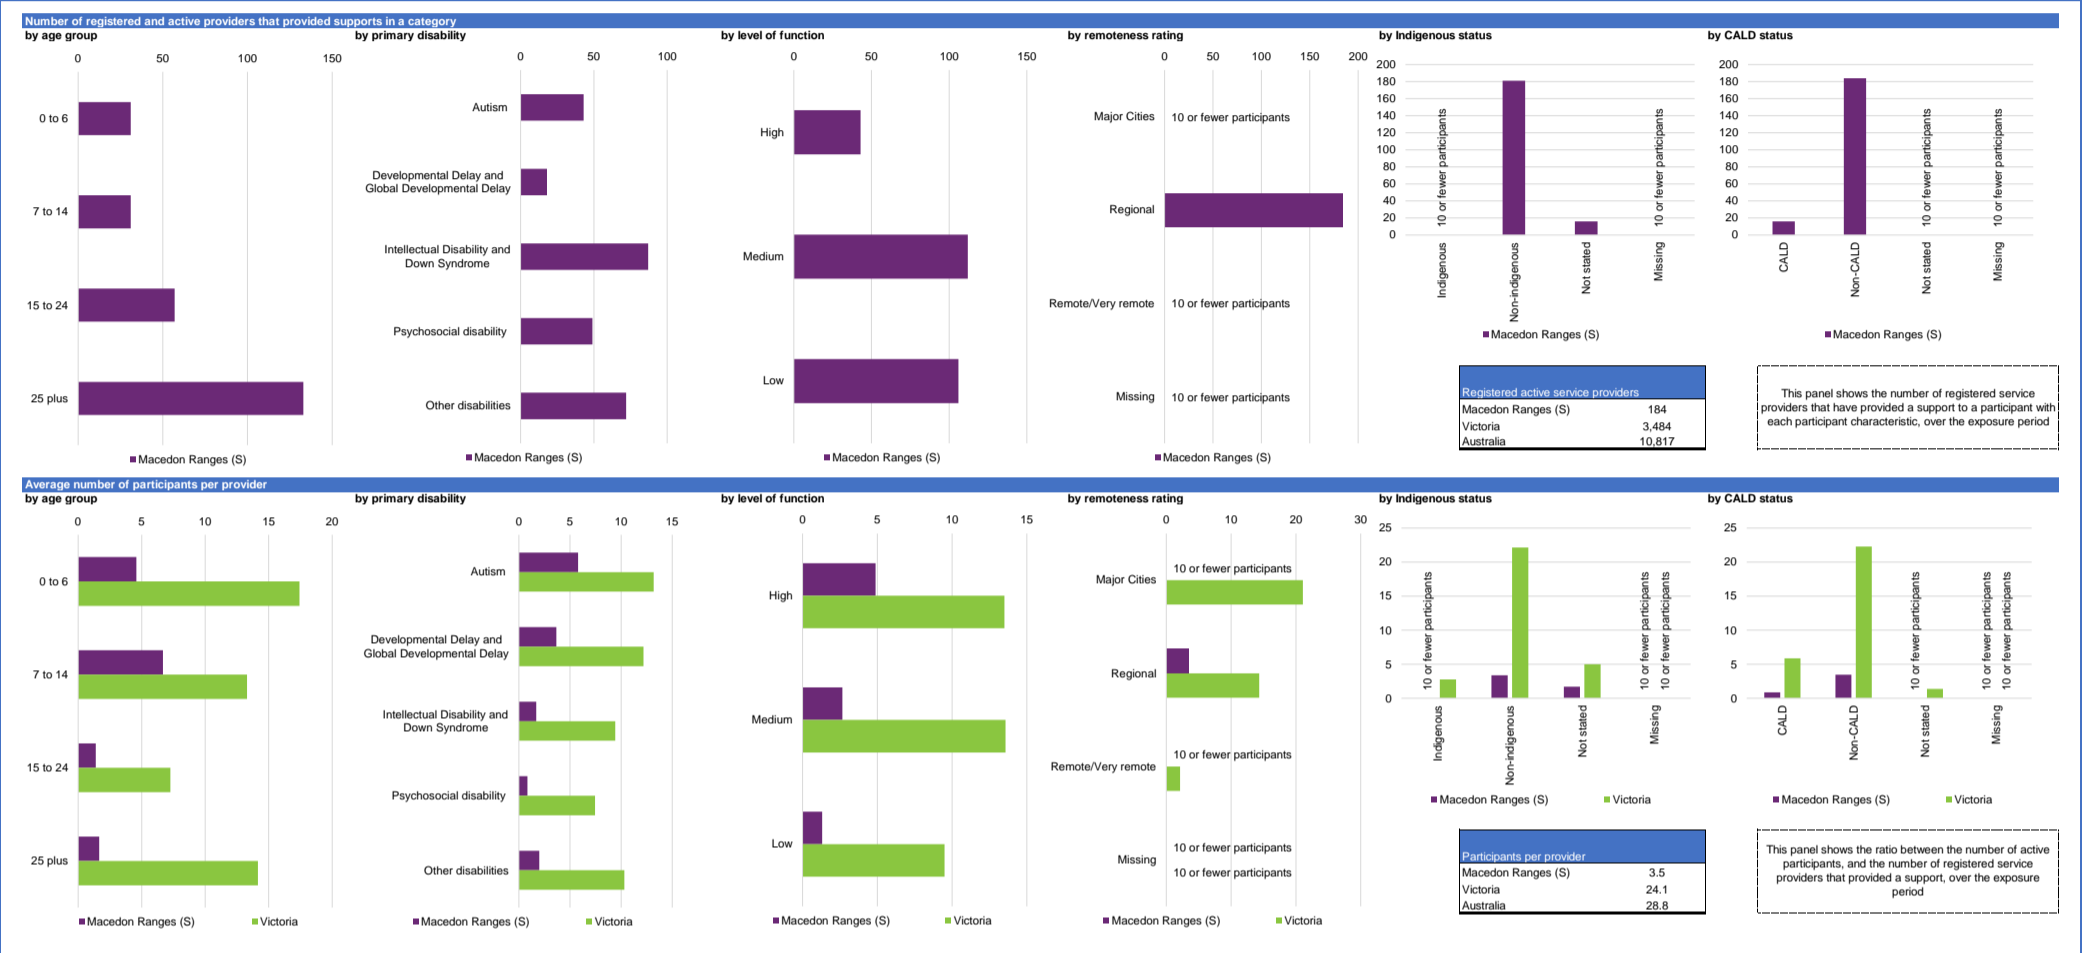 Number of registered and active providers that provided supports in a category
by age group
0 50 100 150
0 to 6
7 to 14
15 to 24
25 plus
Macedon Ranges (S)
by primary disability
0 50 100
Autism
Developmental Delay and
Global Developmental Delay
Intellectual Disability and
Down Syndrome
Psychosocial disability
Other disabilities
Macedon Ranges (S)
by level of function
0 50 100 150
High
Medium
Low
Macedon Ranges (S)
by remoteness rating
0 50 100 150 200
Major Cities 10 or fewer participants
Regional
Remote/Very remote 10 or fewer participants
Missing 10 or fewer participants
Macedon Ranges (S)
by Indigenous status
200
180
160
140
120
100
80
60
40
20
0
10 or fewer participants
10 or fewer participants
Indigenous
Non-indigenous
Not stated
Missing
Macedon Ranges (S)
by CALD status
200
180
160
140
120
100
80
60
40
20
0
10 or fewer participants
10 or fewer participants
CALD
Non-CALD
Not stated
Missing
Macedon Ranges (S)
Registered active service providers
Macedon Ranges (S) 184
Victoria 3,484
Australia 10,817
This panel shows the number of registered service
providers that have provided a support to a participant with
each participant characteristic, over the exposure period
Average number of participants per provider
by age group
0 5 10 15 20
0 to 6
7 to 14
15 to 24
25 plus
Macedon Ranges (S) Victoria
by primary disability
0 5 10 15
Autism
Developmental Delay and
Global Developmental Delay
Intellectual Disability and
Down Syndrome
Psychosocial disability
Other disabilities
Macedon Ranges (S) Victoria
by level of function
0 5 10 15
High
Medium
Low
Macedon Ranges (S) Victoria
by remoteness rating
0 10 20 30
10 or fewer participants
Major Cities
Regional
10 or fewer participants
Remote/Very remote
10 or fewer participants
Missing
10 or fewer participants
Macedon Ranges (S) Victoria
by Indigenous status
25
20
15
10
5
0
10 or fewer participants
10 or fewer participants
10 or fewer participants
Indigenous
Non-indigenous
Not stated
Missing
Macedon Ranges (S) Victoria
by CALD status
25
20
15
10
5
0
10 or fewer participants
10 or fewer participants
10 or fewer participants
CALD
Non-CALD
Not stated
Missing
Macedon Ranges (S) Victoria
Participants per provider
Macedon Ranges (S) 3.5
Victoria 24.1
Australia 28.8
This panel shows the ratio between the number of active
participants, and the number of registered service
providers that provided a support, over the exposure
period